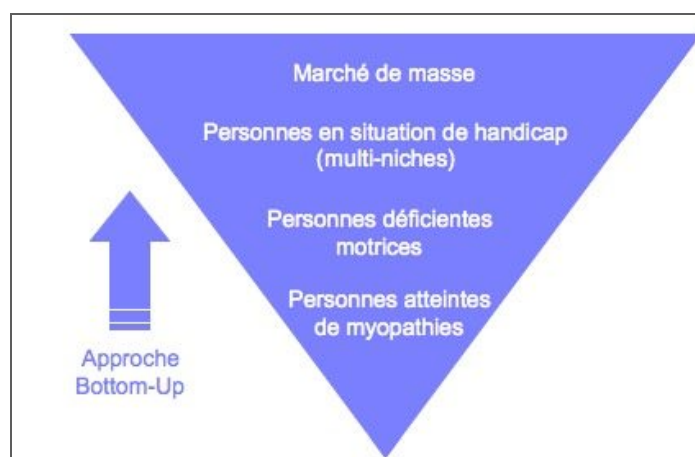 Marché de masse
Personnes en situation de handicap
(multi-niches)
Personnes déficientes
motrices
Personnes atteintes
de myopathies
Approche
Bottom-Up